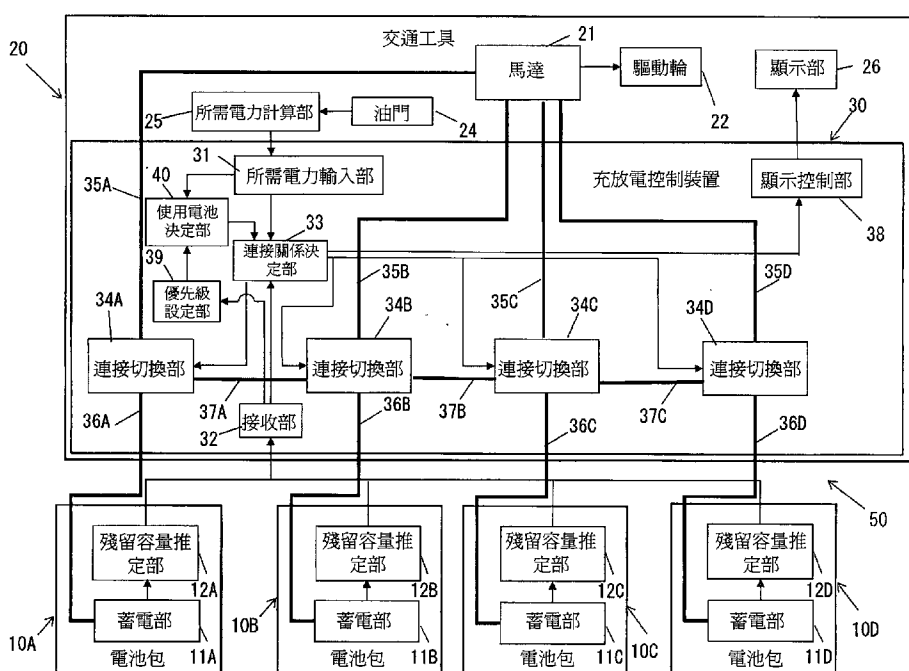 交通工具
20
21
馬達
驅動輪
22
顯示部
26
25
所需電力計算部
油門
24
30
31
所需電力輸入部
充放電控制裝置
顯示控制部
38
35A
40
使用電池
決定部
33
連接關係決
定部
39
優先級
設定部
35B
35C
35D
34A
連接切換部
34B
連接切換部
34C
連接切換部
34D
連接切換部
37A
37B
37C
36A
32
接收部
36B
36C
36D
50
殘留容量推
定部
12A
蓄電部
11A
電池包
10A
殘留容量推
定部
12B
蓄電部
11B
電池包
10B
殘留容量推
定部
12C
蓄電部
11C
電池包
10C
殘留容量推
定部
12D
蓄電部
11D
電池包
10D